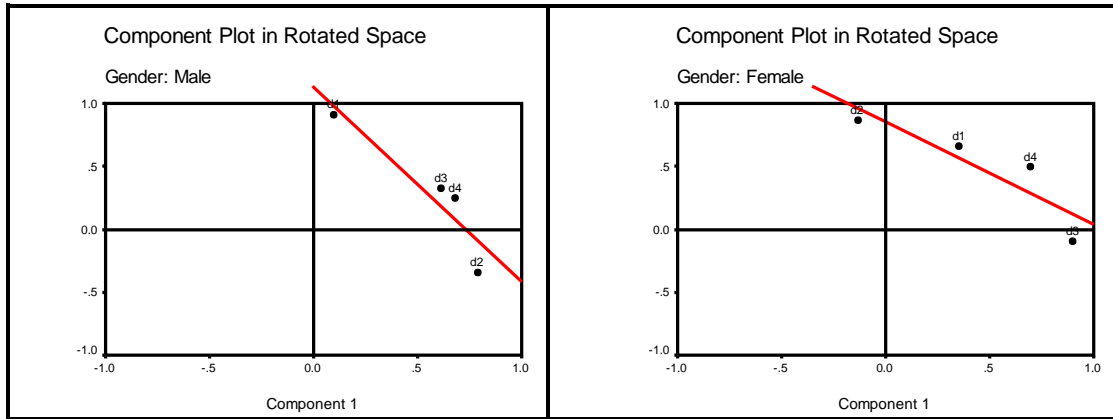 Component Plot in Rotated Space
Gender: Male
1.0
.5
0.0
-.5
-1.0
d1
d3
d4
d2
-1.0 -.5 0.0 .5 1.0
Component 1
Component Plot in Rotated Space
Gender: Female
1.0
.5
0.0
-.5
-1.0
d2
d1
d4
d3
-1.0 -.5 0.0 .5 1.0
Component 1